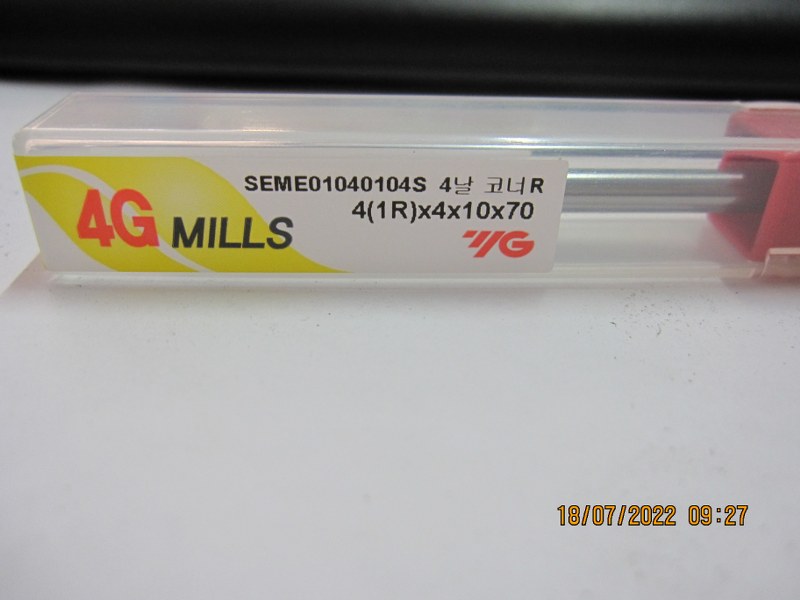 SEME01040104S 4날 코너R
4(1R)x4x10x70
4G MILLS
YG
18/07/2022 09:27